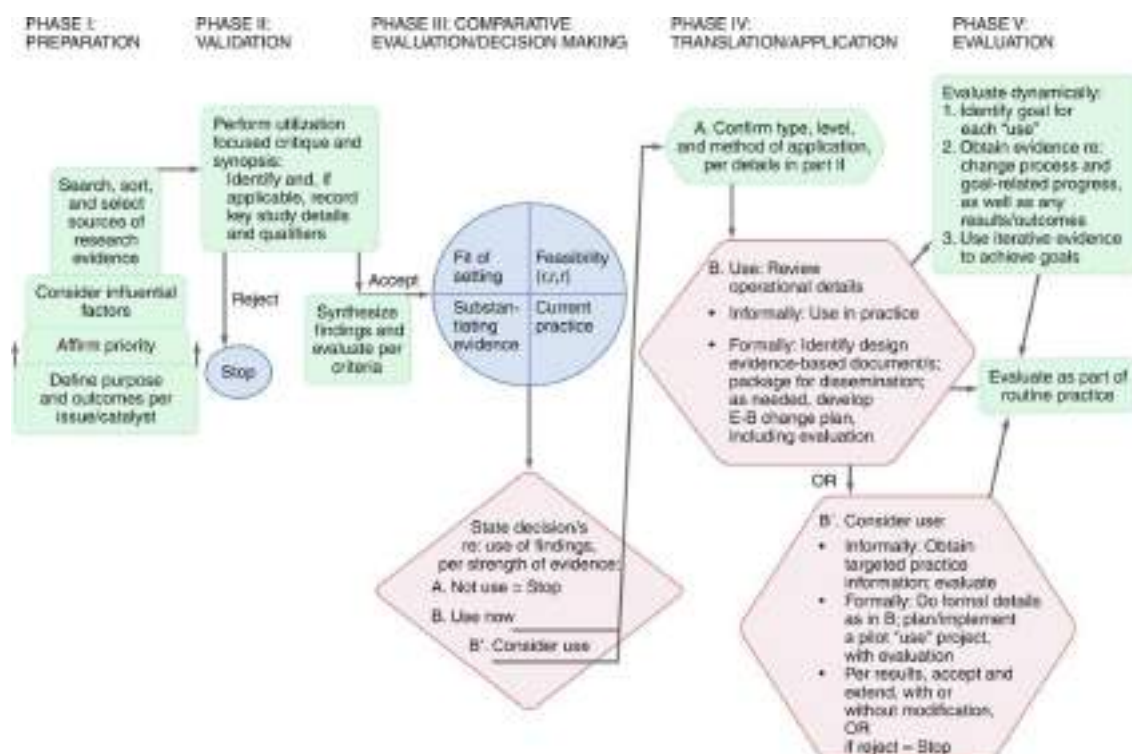 PHASE I:
PREPARATION
PHASE II:
VALIDATION
PHASE III: COMPARATIVE
EVALUATION/DECISION MAKING
PHASE IV:
TRANSLATION/APPLICATION
PHASE V:
EVALUATION
Search, sort,
and select
sources of
research
evidence
Consider influential
factors
Affirm priority
Define purpose
and outcomes per
issue/catalyst
Perform utilization
focused critique and
synopsis:
Identify and, if
applicable, record
key study details
and qualifiers
Reject
Stop
Accept
Synthesize
findings and
evaluate per
criteria
Fit of
setting
Feasibility
(r,r,r)
Substan-
tiating
evidence
Current
practice
State decision/s
re: use of findings,
per strength of evidence:
A. Not use = Stop
B. Use now
B'. Consider use
A. Confirm type, level,
and method of application,
per details in part II
B. Use: Review
operational details
• Informally: Use in practice
• Formally: Identify design
evidence-based document/s;
package for dissemination;
as needed, develop
E-B change plan,
including evaluation
OR
B'. Consider use:
• Informally: Obtain
targeted practice
information; evaluate
• Formally: Do formal details
as in B; plan/implement
a pilot "use" project,
with evaluation
• Per results, accept and
extend, with or
without modification,
OR
if reject = Stop
Evaluate dynamically:
1. Identify goal for
each "use"
2. Obtain evidence re:
change process and
goal-related progress,
as well as any
results/outcomes
3. Use iterative evidence
to achieve goals
Evaluate as part of
routine practice